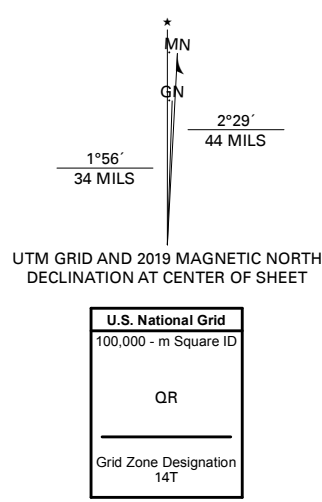 MN
GN
2°29´
44 MILS
1°56´
34 MILS
UTM GRID AND 2019 MAGNETIC NORTH
DECLINATION AT CENTER OF SHEET
U.S. National Grid
100,000 - m Square ID
QR
Grid Zone Designation
14T